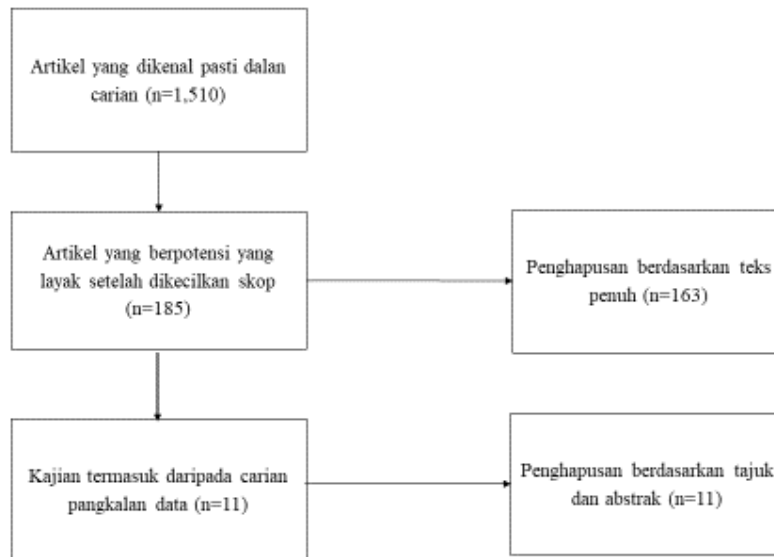 Artikel yang dikenal pasti dalan
carian (n=1,510)
Artikel yang berpotensi yang
layak setelah dikecilkan skop
(n=185)
Penghapusan berdasarkan teks
penuh (n=163)
Kajian termasuk daripada carian
pangkalan data (n=11)
Penghapusan berdasarkan tajuk
dan abstrak (n=11)